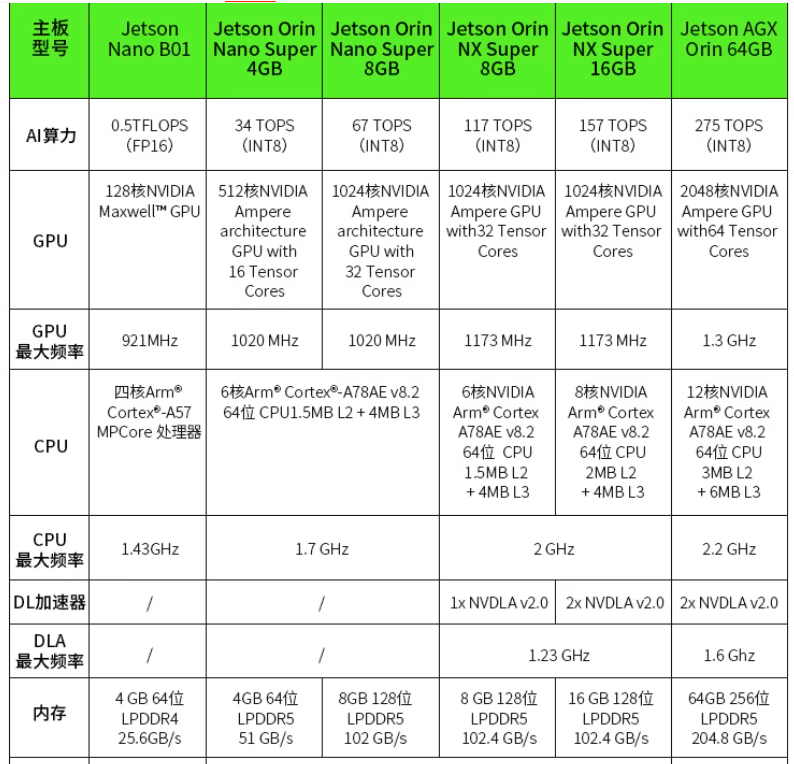 主板
型号
Jetson
Nano B01
Jetson Orin
Nano Super
4GB
Jetson Orin
Nano Super
8GB
Jetson Orin
NX Super
8GB
Jetson Orin
NX Super
16GB
Jetson AGX
Orin 64GB
AI算力
0.5TFLOPS
（FP16）
34 TOPS
（INT8）
67 TOPS
（INT8）
117 TOPS
（INT8）
157 TOPS
（INT8）
275 TOPS
（INT8）
GPU
128核NVIDIA
Maxwell™ GPU
512核NVIDIA
Ampere
architecture
GPU with
16 Tensor
Cores
1024核NVIDIA
Ampere
architecture
GPU with
32 Tensor
Cores
1024核NVIDIA
Ampere GPU
with32 Tensor
Cores
1024核NVIDIA
Ampere GPU
with32 Tensor
Cores
2048核NVIDIA
Ampere GPU
with64 Tensor
Cores
GPU
最大频率
921MHz
1020 MHz
1020 MHz
1173 MHz
1173 MHz
1.3 GHz
CPU
四核Arm®
Cortex®-A57
MPCore 处理器
6核Arm® Cortex®-A78AE v8.2
64位 CPU1.5MB L2 + 4MB L3
6核NVIDIA
Arm® Cortex
A78AE v8.2
64位 CPU
1.5MB L2
+ 4MB L3
8核NVIDIA
Arm® Cortex
A78AE v8.2
64位 CPU
2MB L2
+ 4MB L3
12核NVIDIA
Arm® Cortex
A78AE v8.2
64位 CPU
3MB L2
+ 6MB L3
CPU
最大频率
1.43GHz
1.7 GHz
2 GHz
2.2 GHz
DL加速器
/
/
1x NVDLA v2.0
2x NVDLA v2.0
2x NVDLA v2.0
DLA
最大频率
/
/
1.23 GHz
1.6 Ghz
内存
4 GB 64位
LPDDR4
25.6GB/s
4GB 64位
LPDDR5
51 GB/s
8GB 128位
LPDDR5
102 GB/s
8 GB 128位
LPDDR5
102.4 GB/s
16 GB 128位
LPDDR5
102.4 GB/s
64GB 256位
LPDDR5
204.8 GB/s